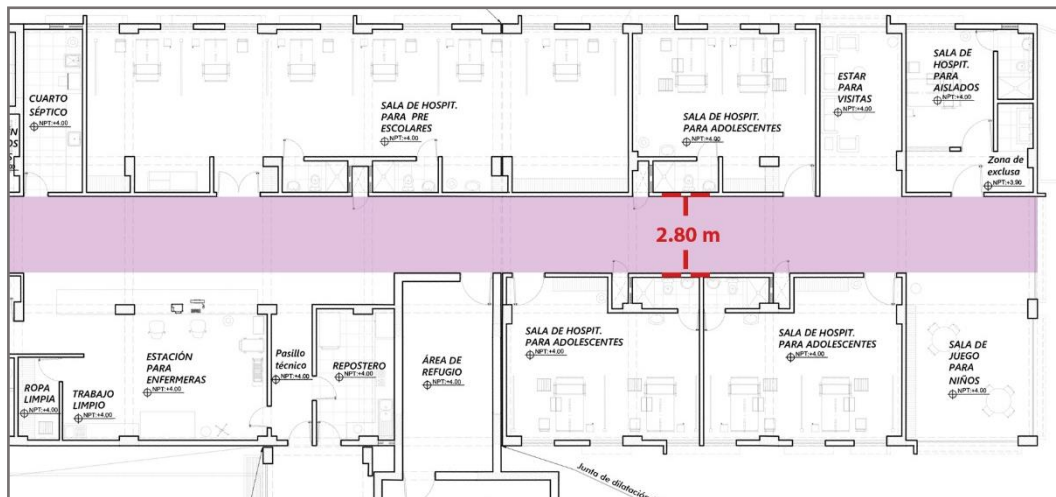 CUARTO
SÉPTICO
NPT:+4.00
SALA DE HOSPIT.
PARA PRE
ESCOLARES
NPT:+4.00
SALA DE HOSPIT.
PARA ADOLESCENTES
NPT:+4.00
ESTAR
PARA
VISITAS
NPT:+4.00
SALA DE
HOSPIT.
PARA
AISLADOS
NPT:+4.00
Zona de
exclusa
NPT:+3.90
2.80 m
ROPA
LIMPIA
NPT:+4.00
TRABAJO
LIMPIO
NPT:+4.00
ESTACIÓN
PARA
ENFERMERAS
NPT:+4.00
Pasillo
técnico
NPT:+4.00
REPOSTERO
NPT:+4.00
ÁREA DE
REFUGIO
NPT:+4.00
SALA DE HOSPIT.
PARA ADOLESCENTES
NPT:+4.00
SALA DE HOSPIT.
PARA ADOLESCENTES
NPT:+4.00
SALA DE
JUEGO
PARA
NIÑOS
NPT:+4.00
Junta de dilatación